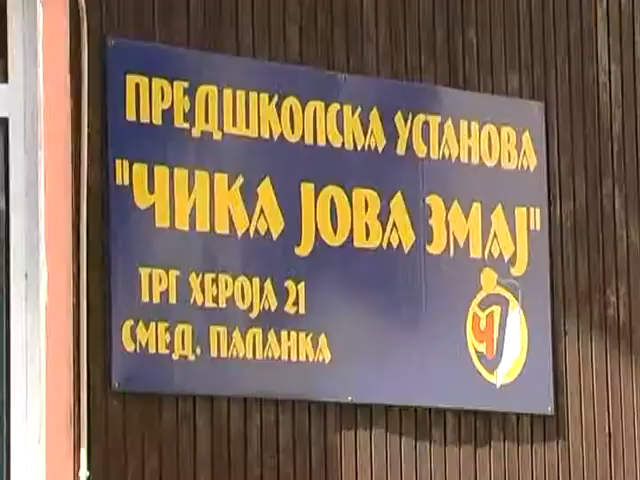 ПРЕДШКОЛСКА УСТАНОВА
"ЧИКА ЈОВА ЗМАЈ"
ТРГ ХЕРОЈА 21
СМЕД. ПАЛАНКА